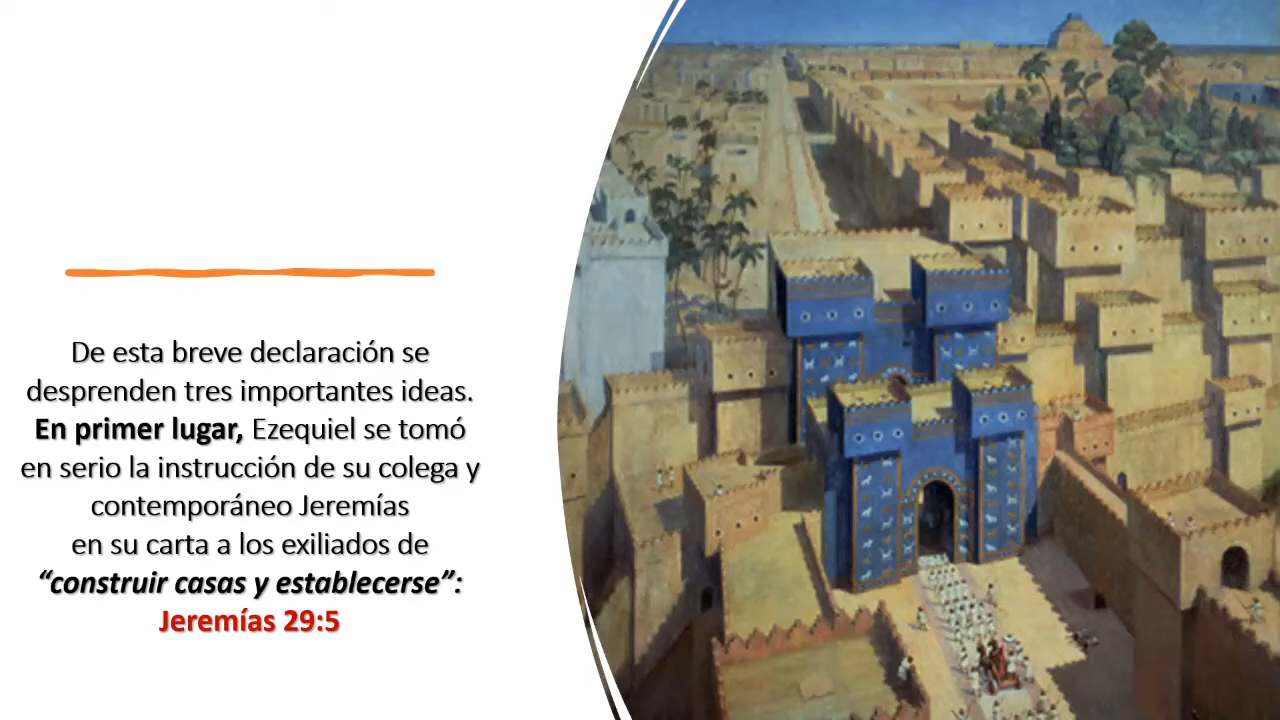 De esta breve declaración se
desprenden tres importantes ideas.
En primer lugar, Ezequiel se tomó
en serio la instrucción de su colega y
contemporáneo Jeremías
en su carta a los exiliados de
“construir casas y establecerse”:
Jeremías 29:5